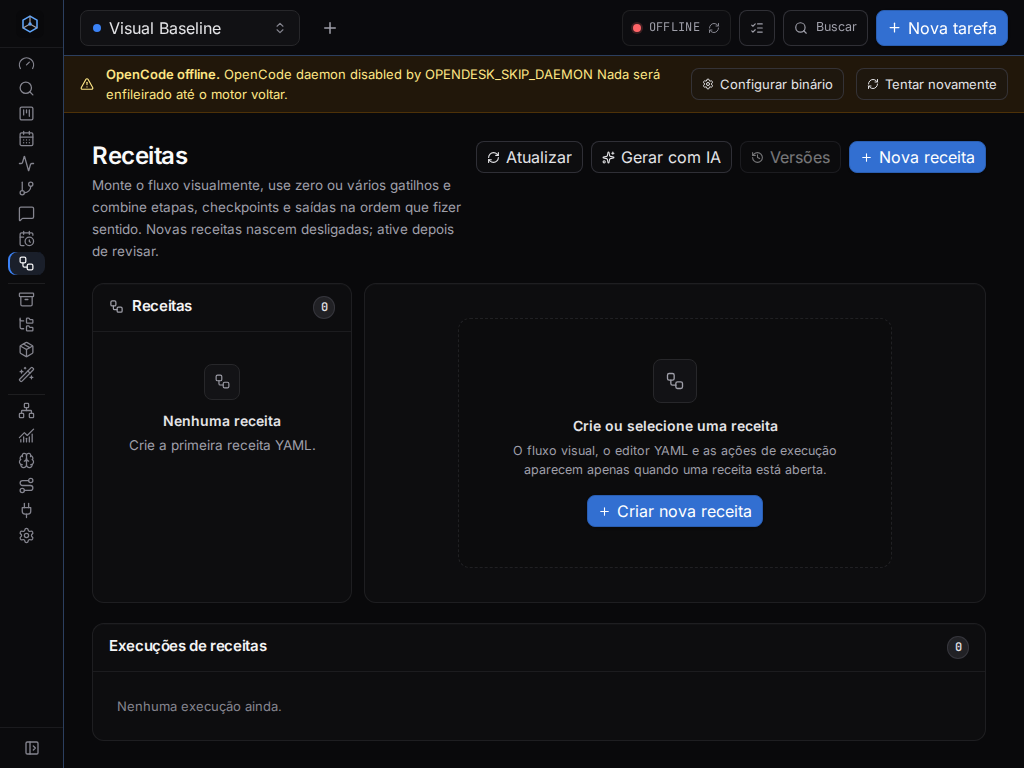 Visual Baseline
OFFLINE
Buscar
Nova tarefa
OpenCode offline. OpenCode daemon disabled by OPENDESK_SKIP_DAEMON Nada será
enfileirado até o motor voltar.
Configurar binário
Tentar novamente
Receitas
Atualizar
Gerar com IA
Versões
Nova receita
Monte o fluxo visualmente, use zero ou vários gatilhos e
combine etapas, checkpoints e saídas na ordem que fizer
sentido. Novas receitas nascem desligadas; ative depois
de revisar.
Receitas
0
Nenhuma receita
Crie a primeira receita YAML.
Crie ou selecione uma receita
O fluxo visual, o editor YAML e as ações de execução
aparecem apenas quando uma receita está aberta.
Criar nova receita
Execuções de receitas
0
Nenhuma execução ainda.